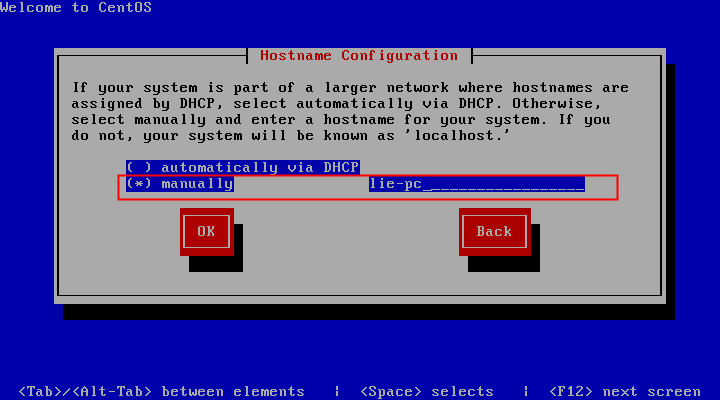 Welcome to CentOS
Hostname Configuration
If your system is part of a larger network where hostnames are
assigned by DHCP, select automatically via DHCP. Otherwise,
select manually and enter a hostname for your system. If you
do not, your system will be known as 'localhost.'
( ) automatically via DHCP
(*) manually lie-pc_________________
OK Back
<Tab>/<Alt-Tab> between elements | <Space> selects | <F12> next screen